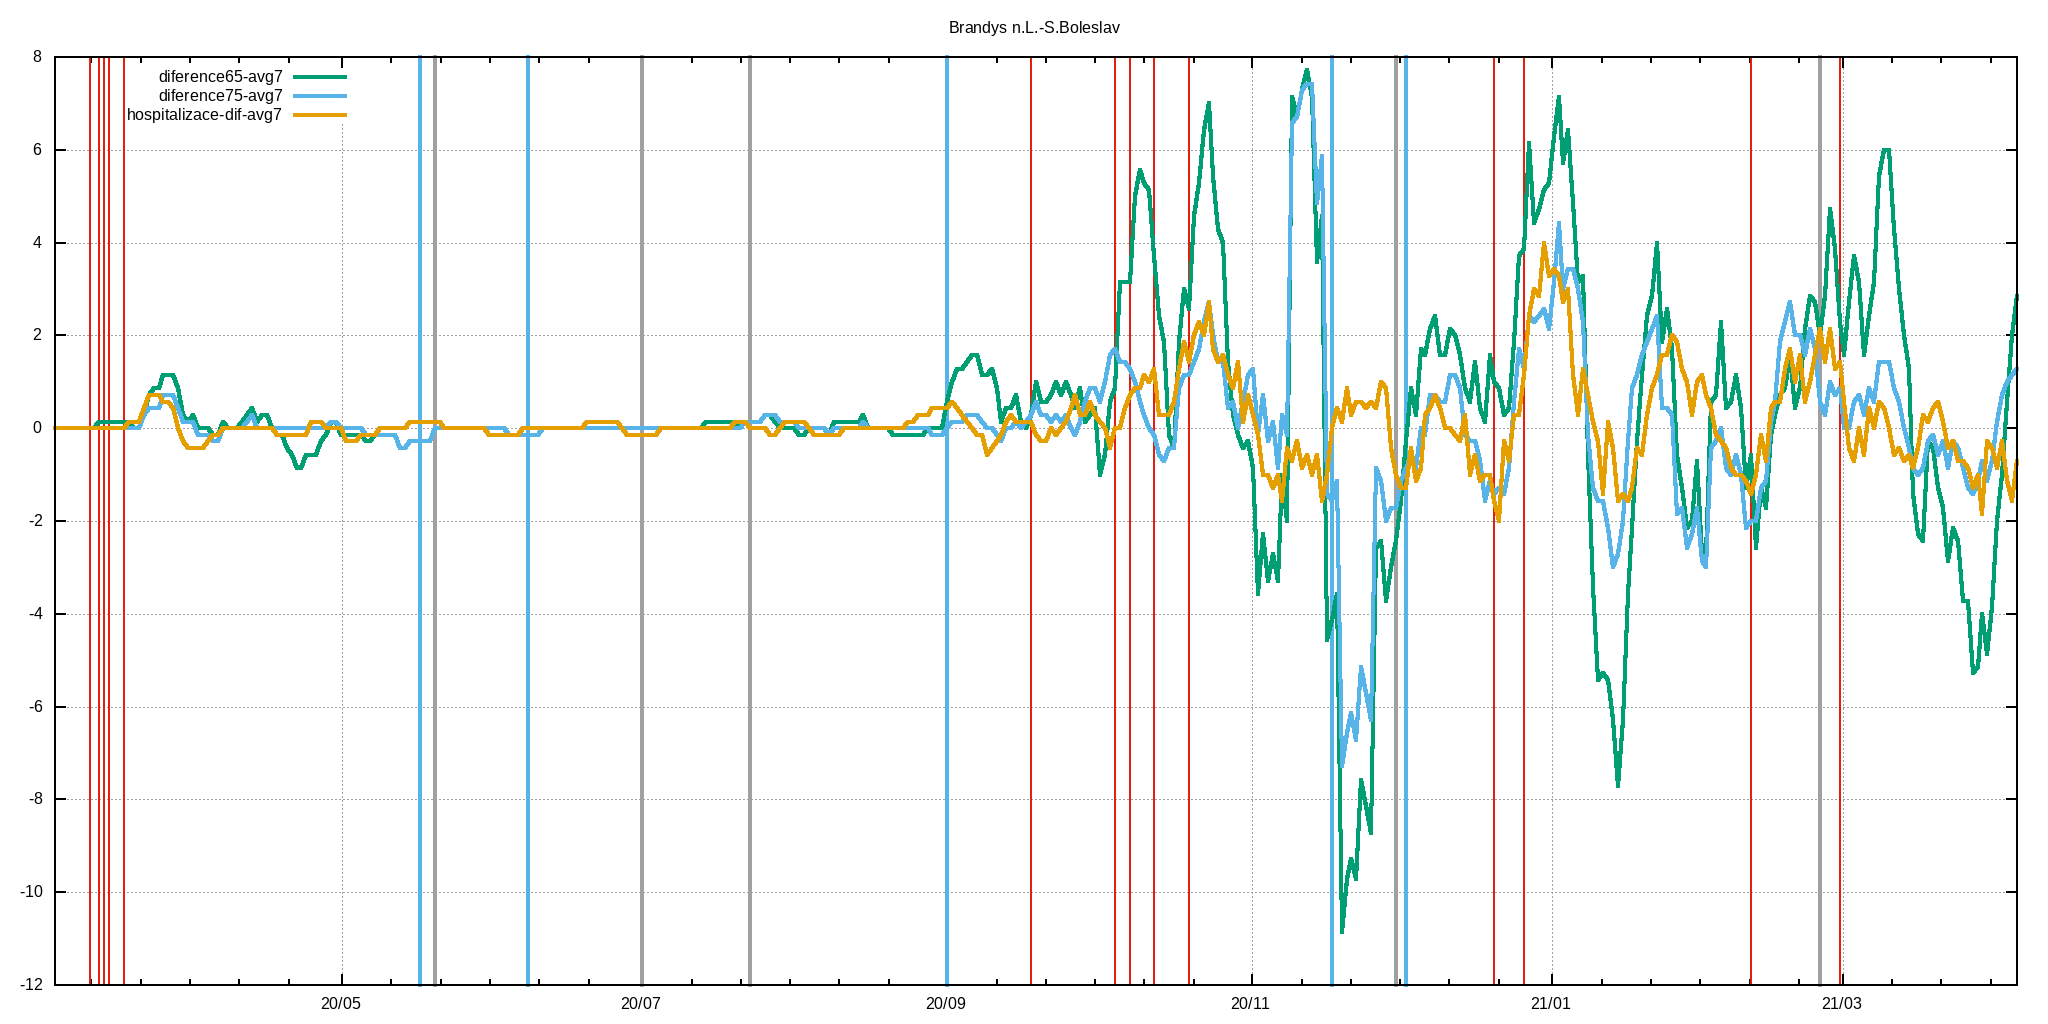 Brandys n.L.-S.Boleslav
diference65-avg7
diference75-avg7
hospitalizace-dif-avg7
8
6
4
2
0
-2
-4
-6
-8
-10
-12
20/05 20/07 20/09 20/11 21/01 21/03